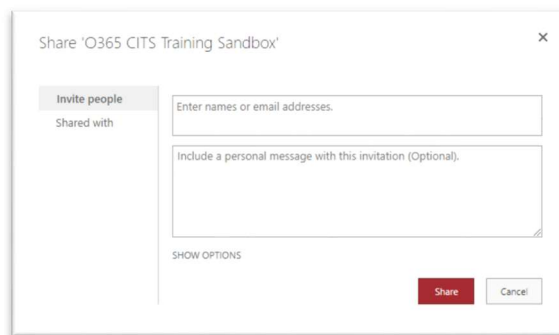 Share 'O365 CITS Training Sandbox'
Invite people
Shared with
Enter names or email addresses.
Include a personal message with this invitation (Optional).
SHOW OPTIONS
Share
Cancel